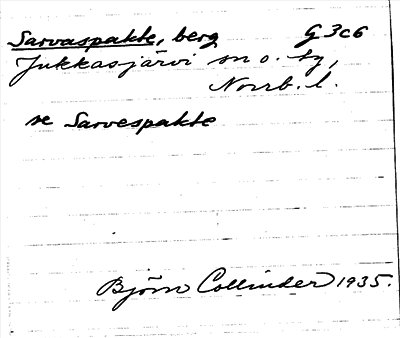 Sarvaspakte, berg G 3c6
Jukkasjärvi sn o. tg,
Norrb. l.
se Sarvespakte
Björn Collinder 1935.